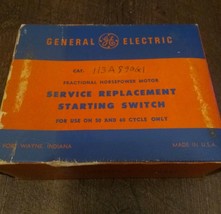 GENERAL GE ELECTRIC
CAT.
FRACTIONAL HORSEPOWER MOTOR
SERVICE REPLACEMENT
STARTING SWITCH
FOR USE ON 50 AND 60 CYCLE ONLY
FORT WAYNE, INDIANA MADE IN U.S.A.